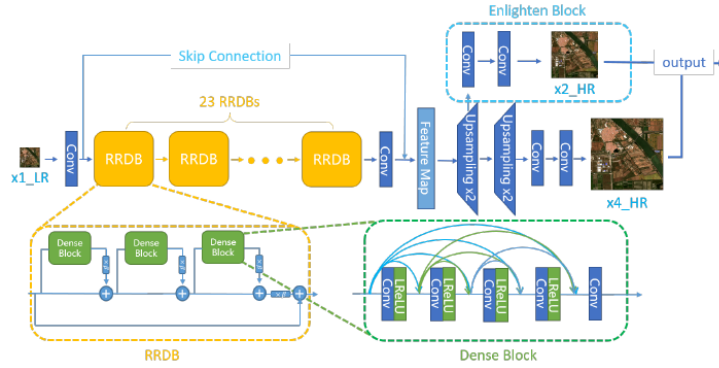 Enlighten Block
Skip Connection
Conv
Conv
x2_HR
output
23 RRDBs
x1_LR
Conv
RRDB
RRDB
RRDB
Conv
Feature Map
Upsampling x2
Upsampling x2
Conv
Conv
x4_HR
Dense
Block
x β
Dense
Block
x β
Dense
Block
x β
x β
RRDB
Conv
LReLU
Conv
LReLU
Conv
LReLU
Conv
LReLU
Conv
Dense Block